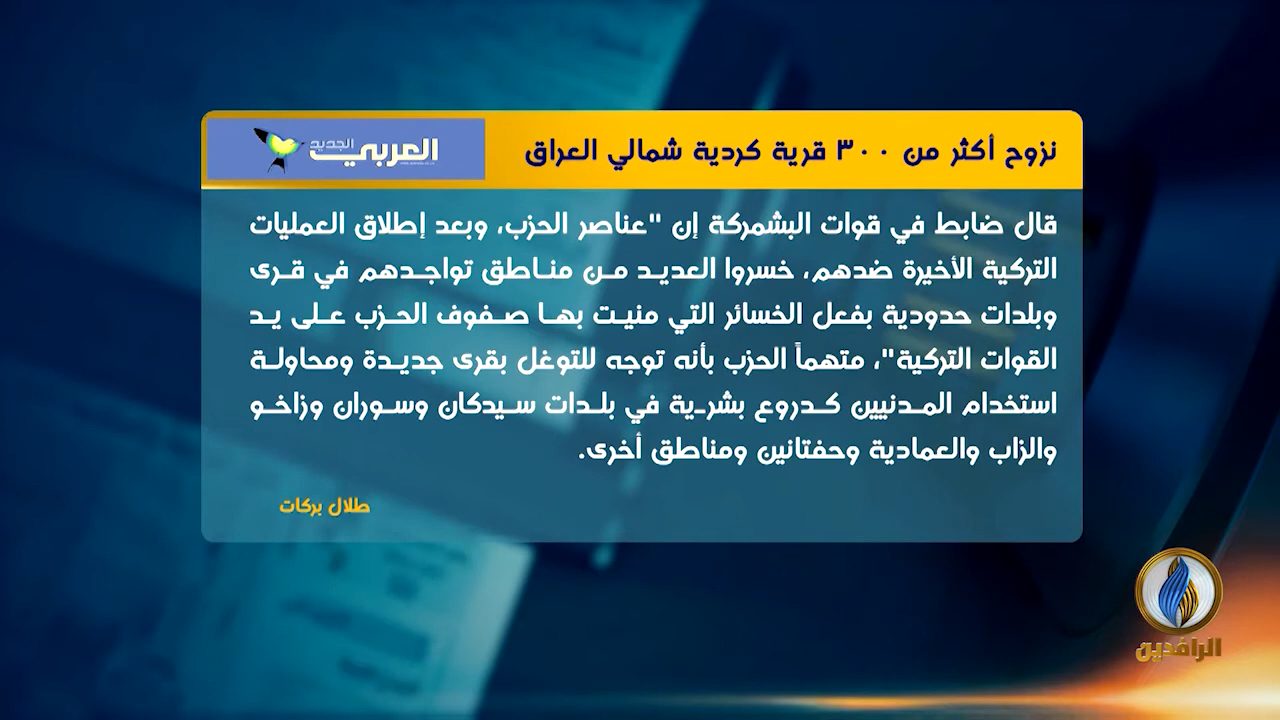 نزوح أكثر من ٣٠٠ قرية كردية شمالي العراق
العربي الجديد
قال ضابط في قوات البشمركة إن "عناصر الحزب، وبعد إطلاق العمليات
التركية الأخيرة ضدهم، خسروا العديد من مناطق تواجدهم في قرى
وبلدات حدودية بفعل الخسائر التي منيت بها صفوف الحزب على يد
القوات التركية"، متهماً الحزب بأنه توجه للتوغل بقرى جديدة ومحاولة
استخدام المدنيين كدروع بشرية في بلدات سيدكان وسوران وزاخو
والزاب والعمادية وحفتانين ومناطق أخرى.
طلال بركات
الرافدين